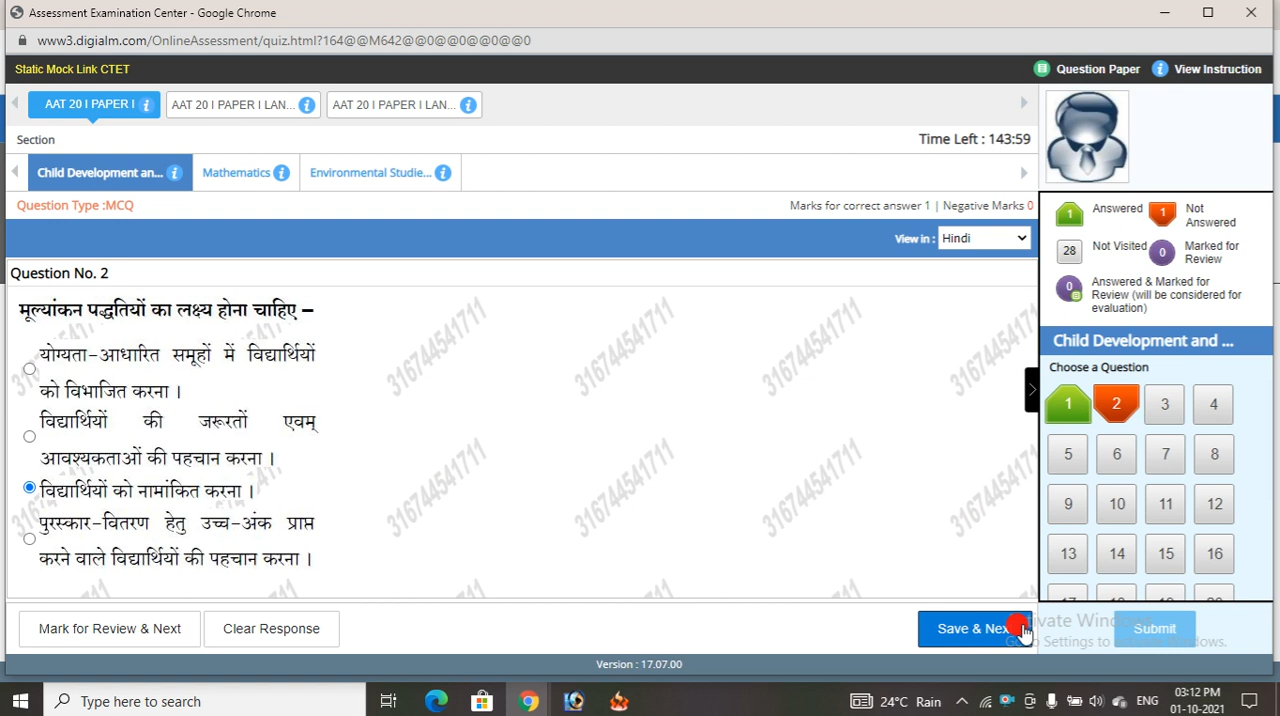 Assessment Examination Center - Google Chrome
www3.digialm.com/OnlineAssessment/quiz.html?164@@M642@@0@@0@@0@@0
Static Mock Link CTET
Question Paper
View Instruction
AAT 20 I PAPER I
AAT 20 I PAPER I LAN...
AAT 20 I PAPER I LAN...
Section
Time Left : 143:59
Child Development an...
Mathematics
Environmental Studie...
Question Type :MCQ
Marks for correct answer 1 | Negative Marks 0
View in :
Hindi
Question No. 2
मूल्यांकन पद्धतियों का लक्ष्य होना चाहिए –
योग्यता-आधारित समूहों में विद्यार्थियों
को विभाजित करना ।
विद्यार्थियों की जरूरतों एवम्
आवश्यकताओं की पहचान करना ।
विद्यार्थियों को नामांकित करना ।
पुरस्कार-वितरण हेतु उच्च-अंक प्राप्त
करने वाले विद्यार्थियों की पहचान करना ।
316744541711 316744541711 316744541711 316744541711
316744541711 316744541711 316744541711 316744541711
1 Answered
1 Not
Answered
28 Not Visited
0 Marked for
Review
0 Answered & Marked for
Review (will be considered for
evaluation)
Child Development and ...
Choose a Question
1 2 3 4
5 6 7 8
9 10 11 12
13 14 15 16
Mark for Review & Next
Clear Response
Save & Next
Submit
Version : 17.07.00
Type here to search
24°C Rain
ENG
03:12 PM
01-10-2021